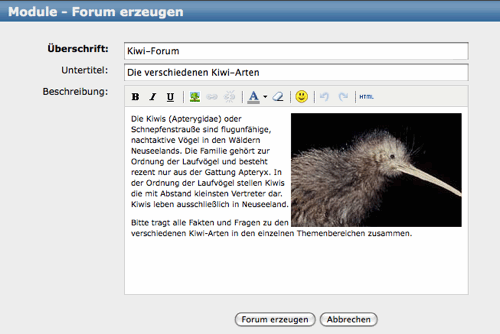 Module - Forum erzeugen
Überschrift: Kiwi-Forum
Untertitel: Die verschiedenen Kiwi-Arten
Beschreibung: B I U A HTML
Die Kiwis (Apterygidae) oder
Schnepfenstrauße sind flugunfähige,
nachtaktive Vögel in den Wäldern
Neuseelands. Die Familie gehört zur
Ordnung der Laufvögel und besteht
rezent nur aus der Gattung Apteryx. In
der Ordnung der Laufvögel stellen Kiwis
die mit Abstand kleinsten Vertreter dar.
Kiwis leben ausschließlich in Neuseeland.
Bitte tragt alle Fakten und Fragen zu den
verschiedenen Kiwi-Arten in den einzelnen Themenbereichen zusammen.
Forum erzeugen Abbrechen